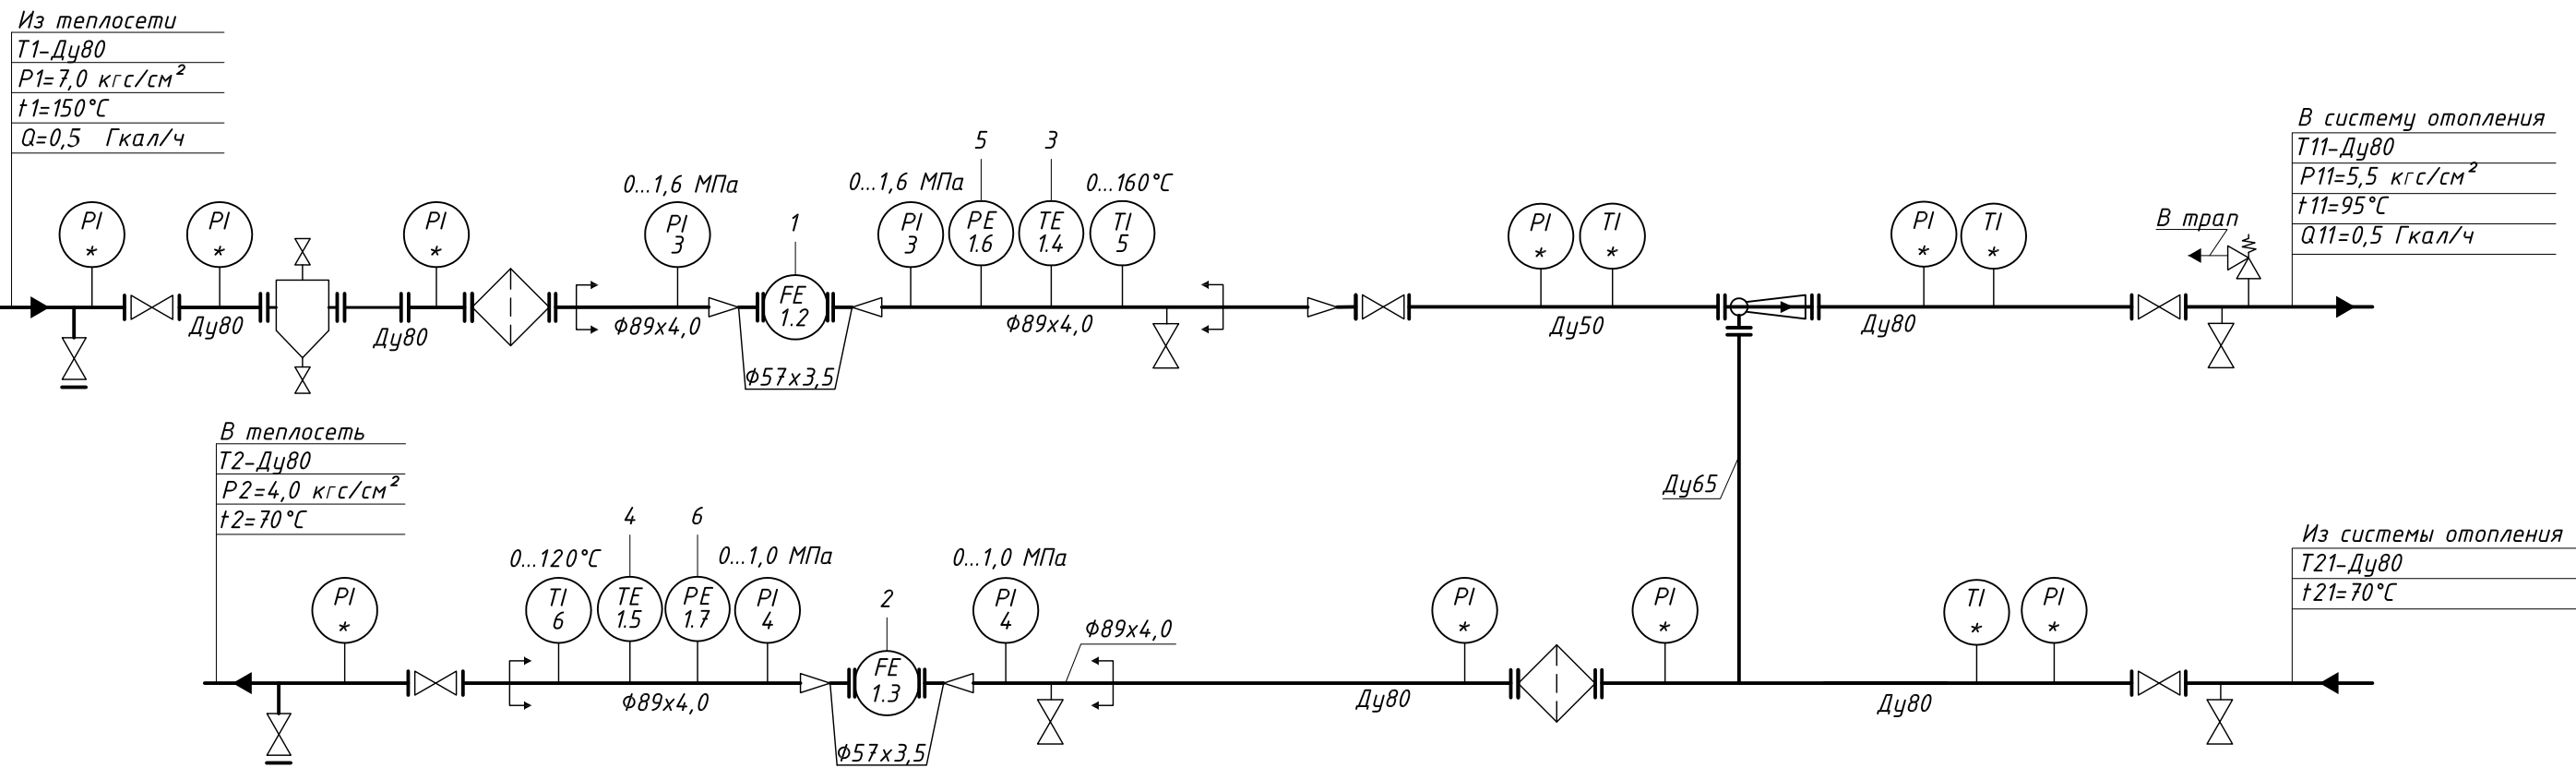 Из теплосети
Т1-Ду80
Р1=7,0 кгс/см²
t1=150°C
Q=0,5 Гкал/ч
PI
*
PI
*
PI
*
0...1,6 МПа
PI
3
1
FE
1.2
0...1,6 МПа
PI
3
5
PE
1.6
3
TE
1.4
0...160°C
TI
5
PI
*
TI
*
PI
*
TI
*
В трап
В систему отопления
Т11-Ду80
Р11=5,5 кгс/см²
t11=95°C
Q11=0,5 Гкал/ч
Ду80
Ду80
Ф89х4,0
Ф57х3,5
Ф89х4,0
Ду50
Ду80
Ду65
В теплосеть
Т2-Ду80
Р2=4,0 кгс/см²
t2=70°C
PI
*
0...120°C
TI
6
4
TE
1.5
6
PE
1.7
0...1,0 МПа
PI
4
2
FE
1.3
0...1,0 МПа
PI
4
Ф89х4,0
PI
*
PI
*
TI
*
PI
*
Из системы отопления
Т21-Ду80
t21=70°C
Ф89х4,0
Ф57х3,5
Ду80
Ду80